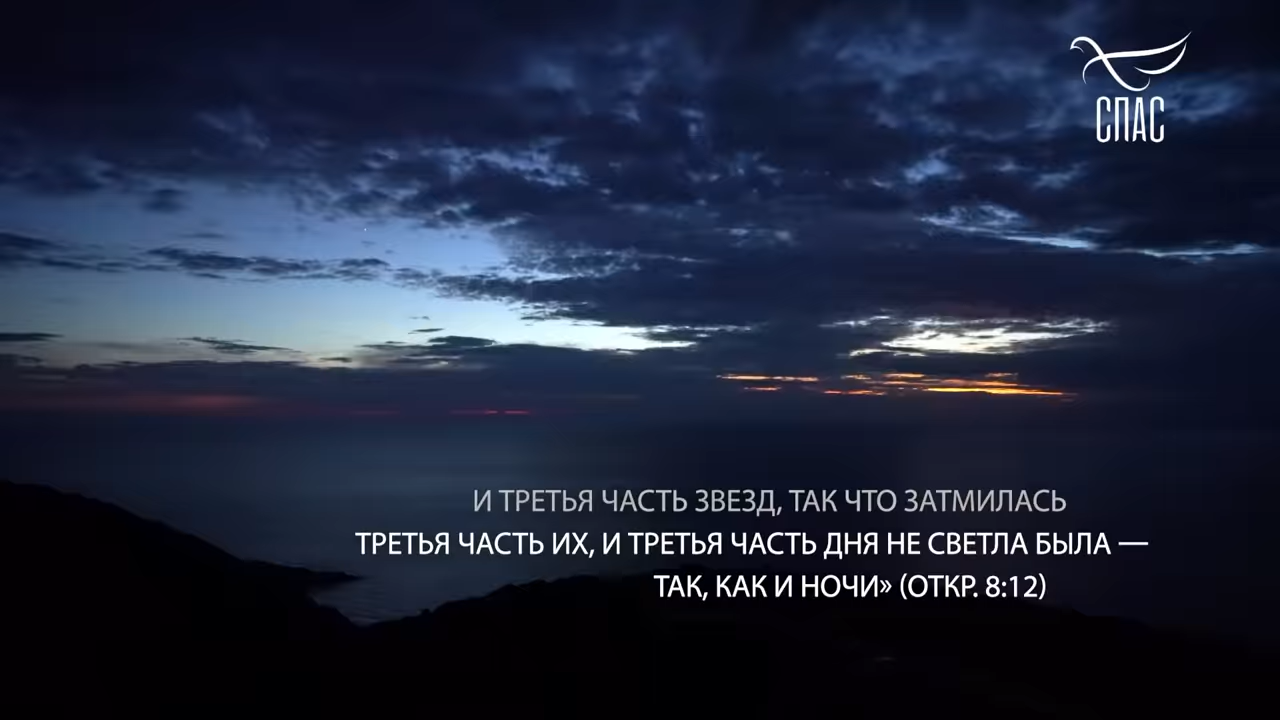 СПАС
И ТРЕТЬЯ ЧАСТЬ ЗВЕЗД, ТАК ЧТО ЗАТМИЛАСЬ
ТРЕТЬЯ ЧАСТЬ ИХ, И ТРЕТЬЯ ЧАСТЬ ДНЯ НЕ СВЕТЛА БЫЛА —
ТАК, КАК И НОЧИ» (ОТКР. 8:12)